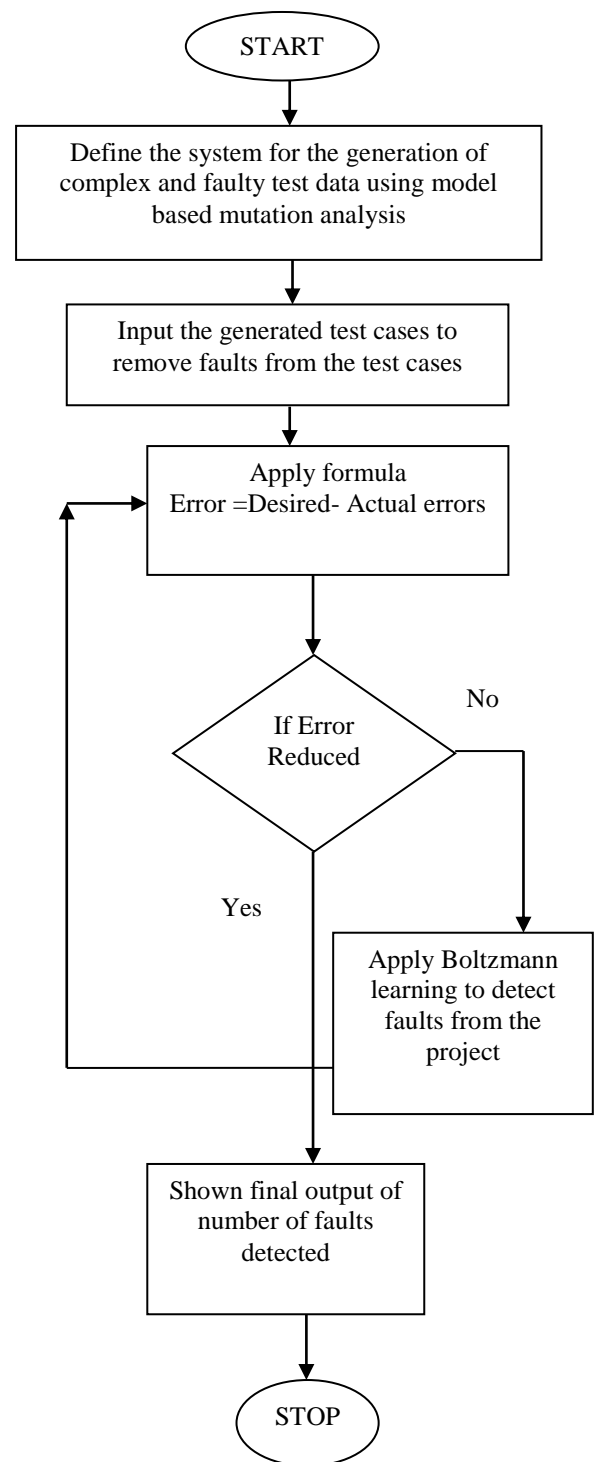 START
Define the system for the generation of
complex and faulty test data using model
based mutation analysis
Input the generated test cases to
remove faults from the test cases
Apply formula
Error =Desired- Actual errors
If Error
Reduced
No
Yes
Apply Boltzmann
learning to detect
faults from the
project
Shown final output of
number of faults
detected
STOP